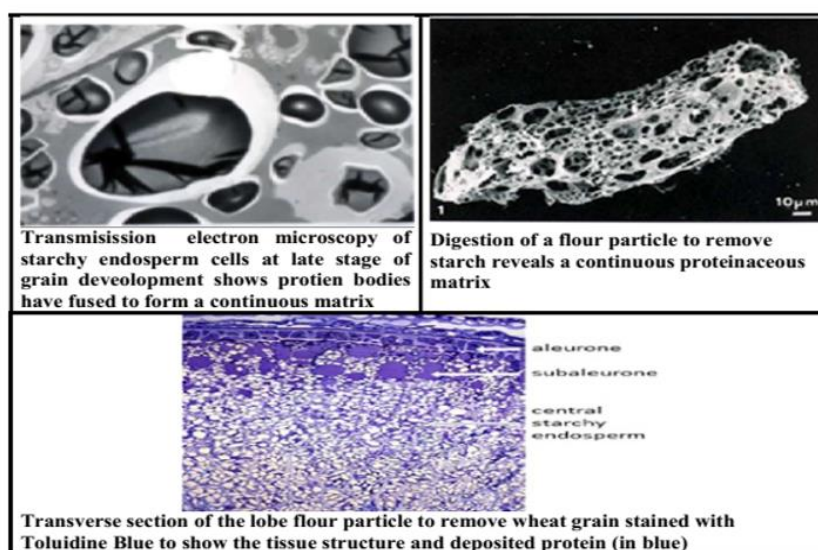 1
10μm
Transmisission electron microscopy of
starchy endosperm cells at late stage of
grain deveolopment shows protien bodies
have fused to form a continuous matrix
Digestion of a flour particle to remove
starch reveals a continuous proteinaceous
matrix
aleurone
subaleurone
central
starchy
endosperm
Transverse section of the lobe flour particle to remove wheat grain stained with
Toluidine Blue to show the tissue structure and deposited protein (in blue)